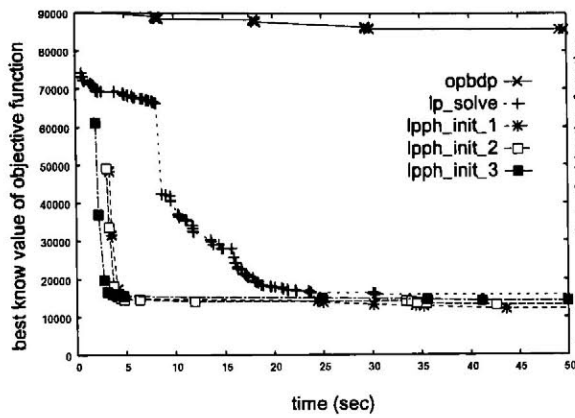 best know value of objective function
90000
80000
70000
60000
50000
40000
30000
20000
10000
0
opbdp
lp_solve
lpph_init_1
lpph_init_2
lpph_init_3
0 5 10 15 20 25 30 35 40 45 50
time (sec)